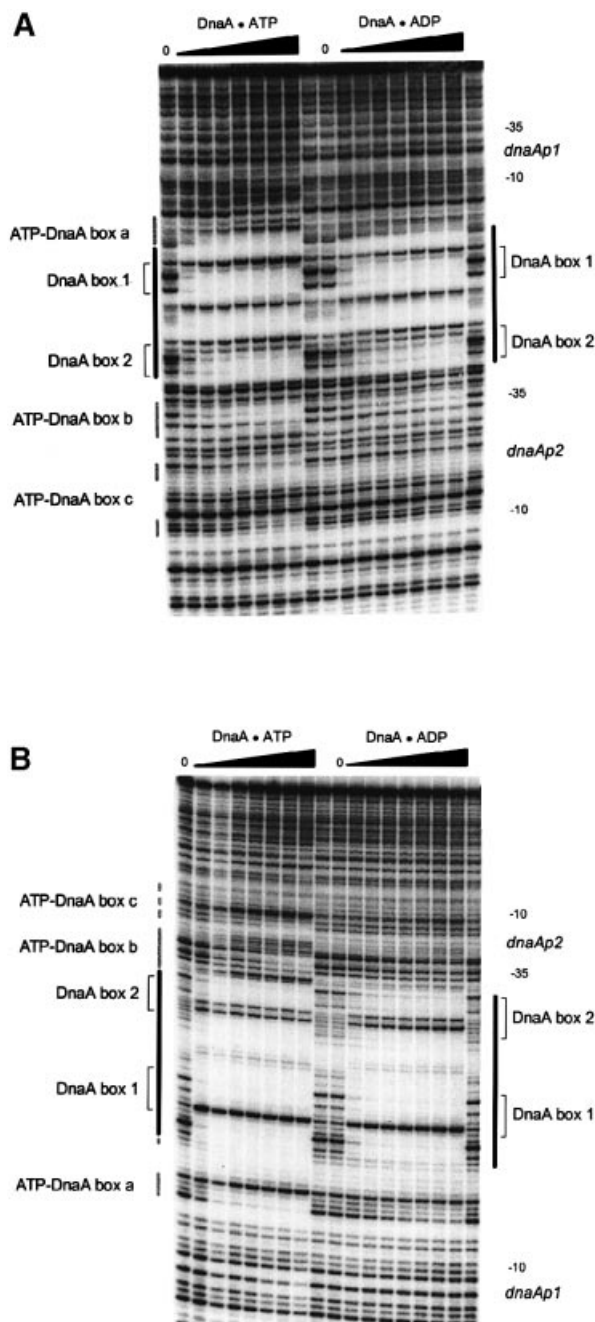 A
DnaA • ATP
DnaA • ADP
0
0
-35
dnaAp1
-10
ATP-DnaA box a
DnaA box 1
DnaA box 1
DnaA box 2
DnaA box 2
-35
ATP-DnaA box b
dnaAp2
ATP-DnaA box c
-10
B
DnaA • ATP
DnaA • ADP
0
0
ATP-DnaA box c
-10
ATP-DnaA box b
dnaAp2
-35
DnaA box 2
DnaA box 2
DnaA box 1
DnaA box 1
ATP-DnaA box a
-10
dnaAp1